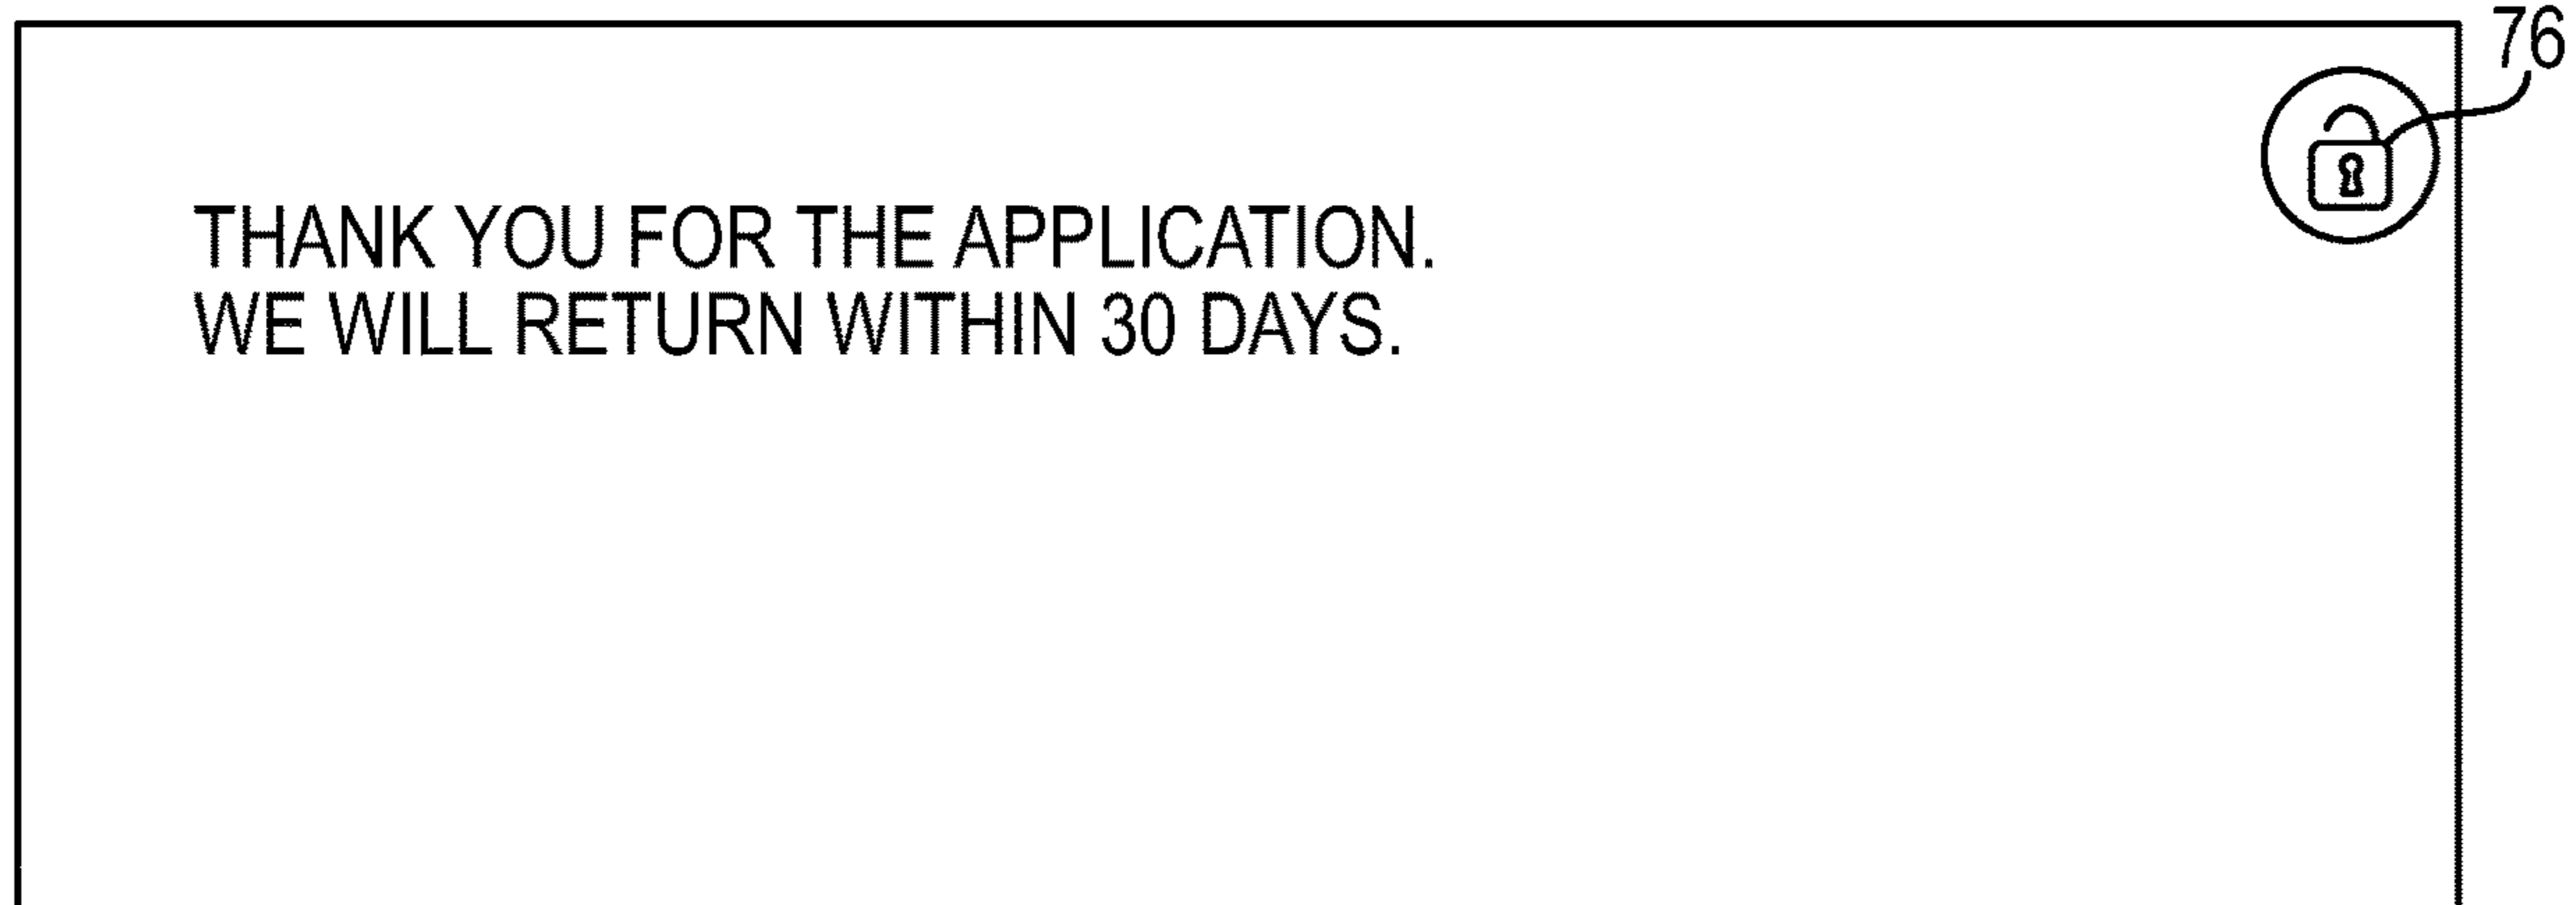 76
THANK YOU FOR THE APPLICATION.
WE WILL RETURN WITHIN 30 DAYS.